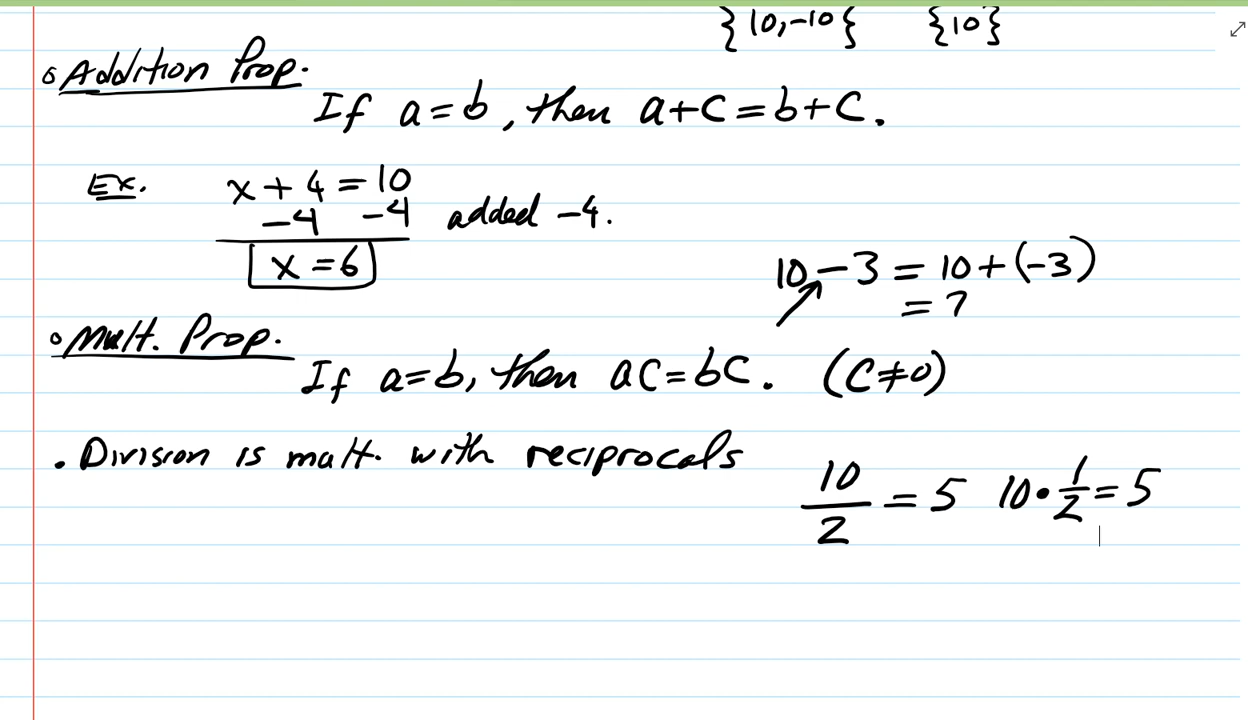 {10,-10} {10}
Addition Prop.
If a=b, then a+c=b+c.
Ex. x+4=10
-4 -4 added -4.
x=6
10-3=10+(-3)
=7
Mult. Prop.
If a=b, then ac=bc. (c≠0)
. Division is mult. with reciprocals
10/2 = 5 10•1/2=5